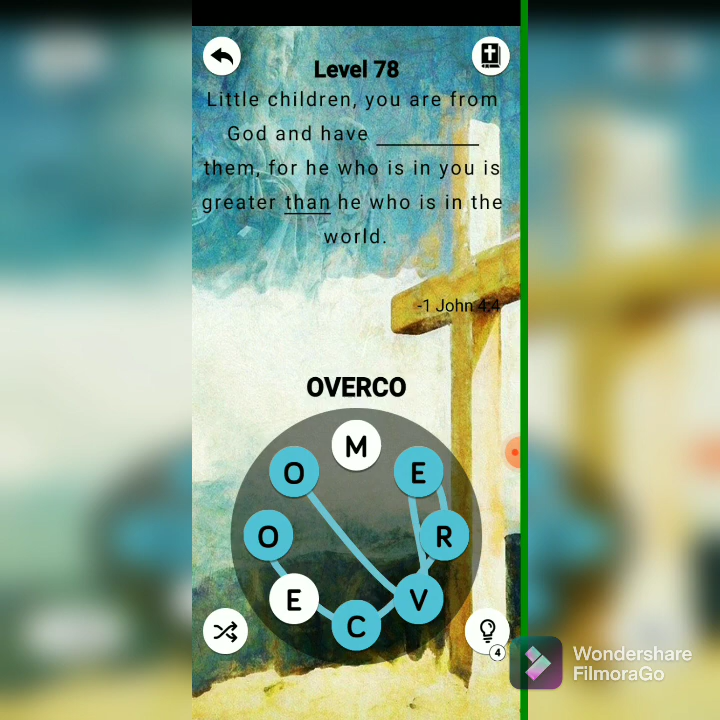 Level 78
Little children, you are from
God and have __________
them, for he who is in you is
greater than he who is in the
world.
-1 John 4:4
OVERCO
M
O E
O R
E V
C
4
Wondershare
FilmoraGo